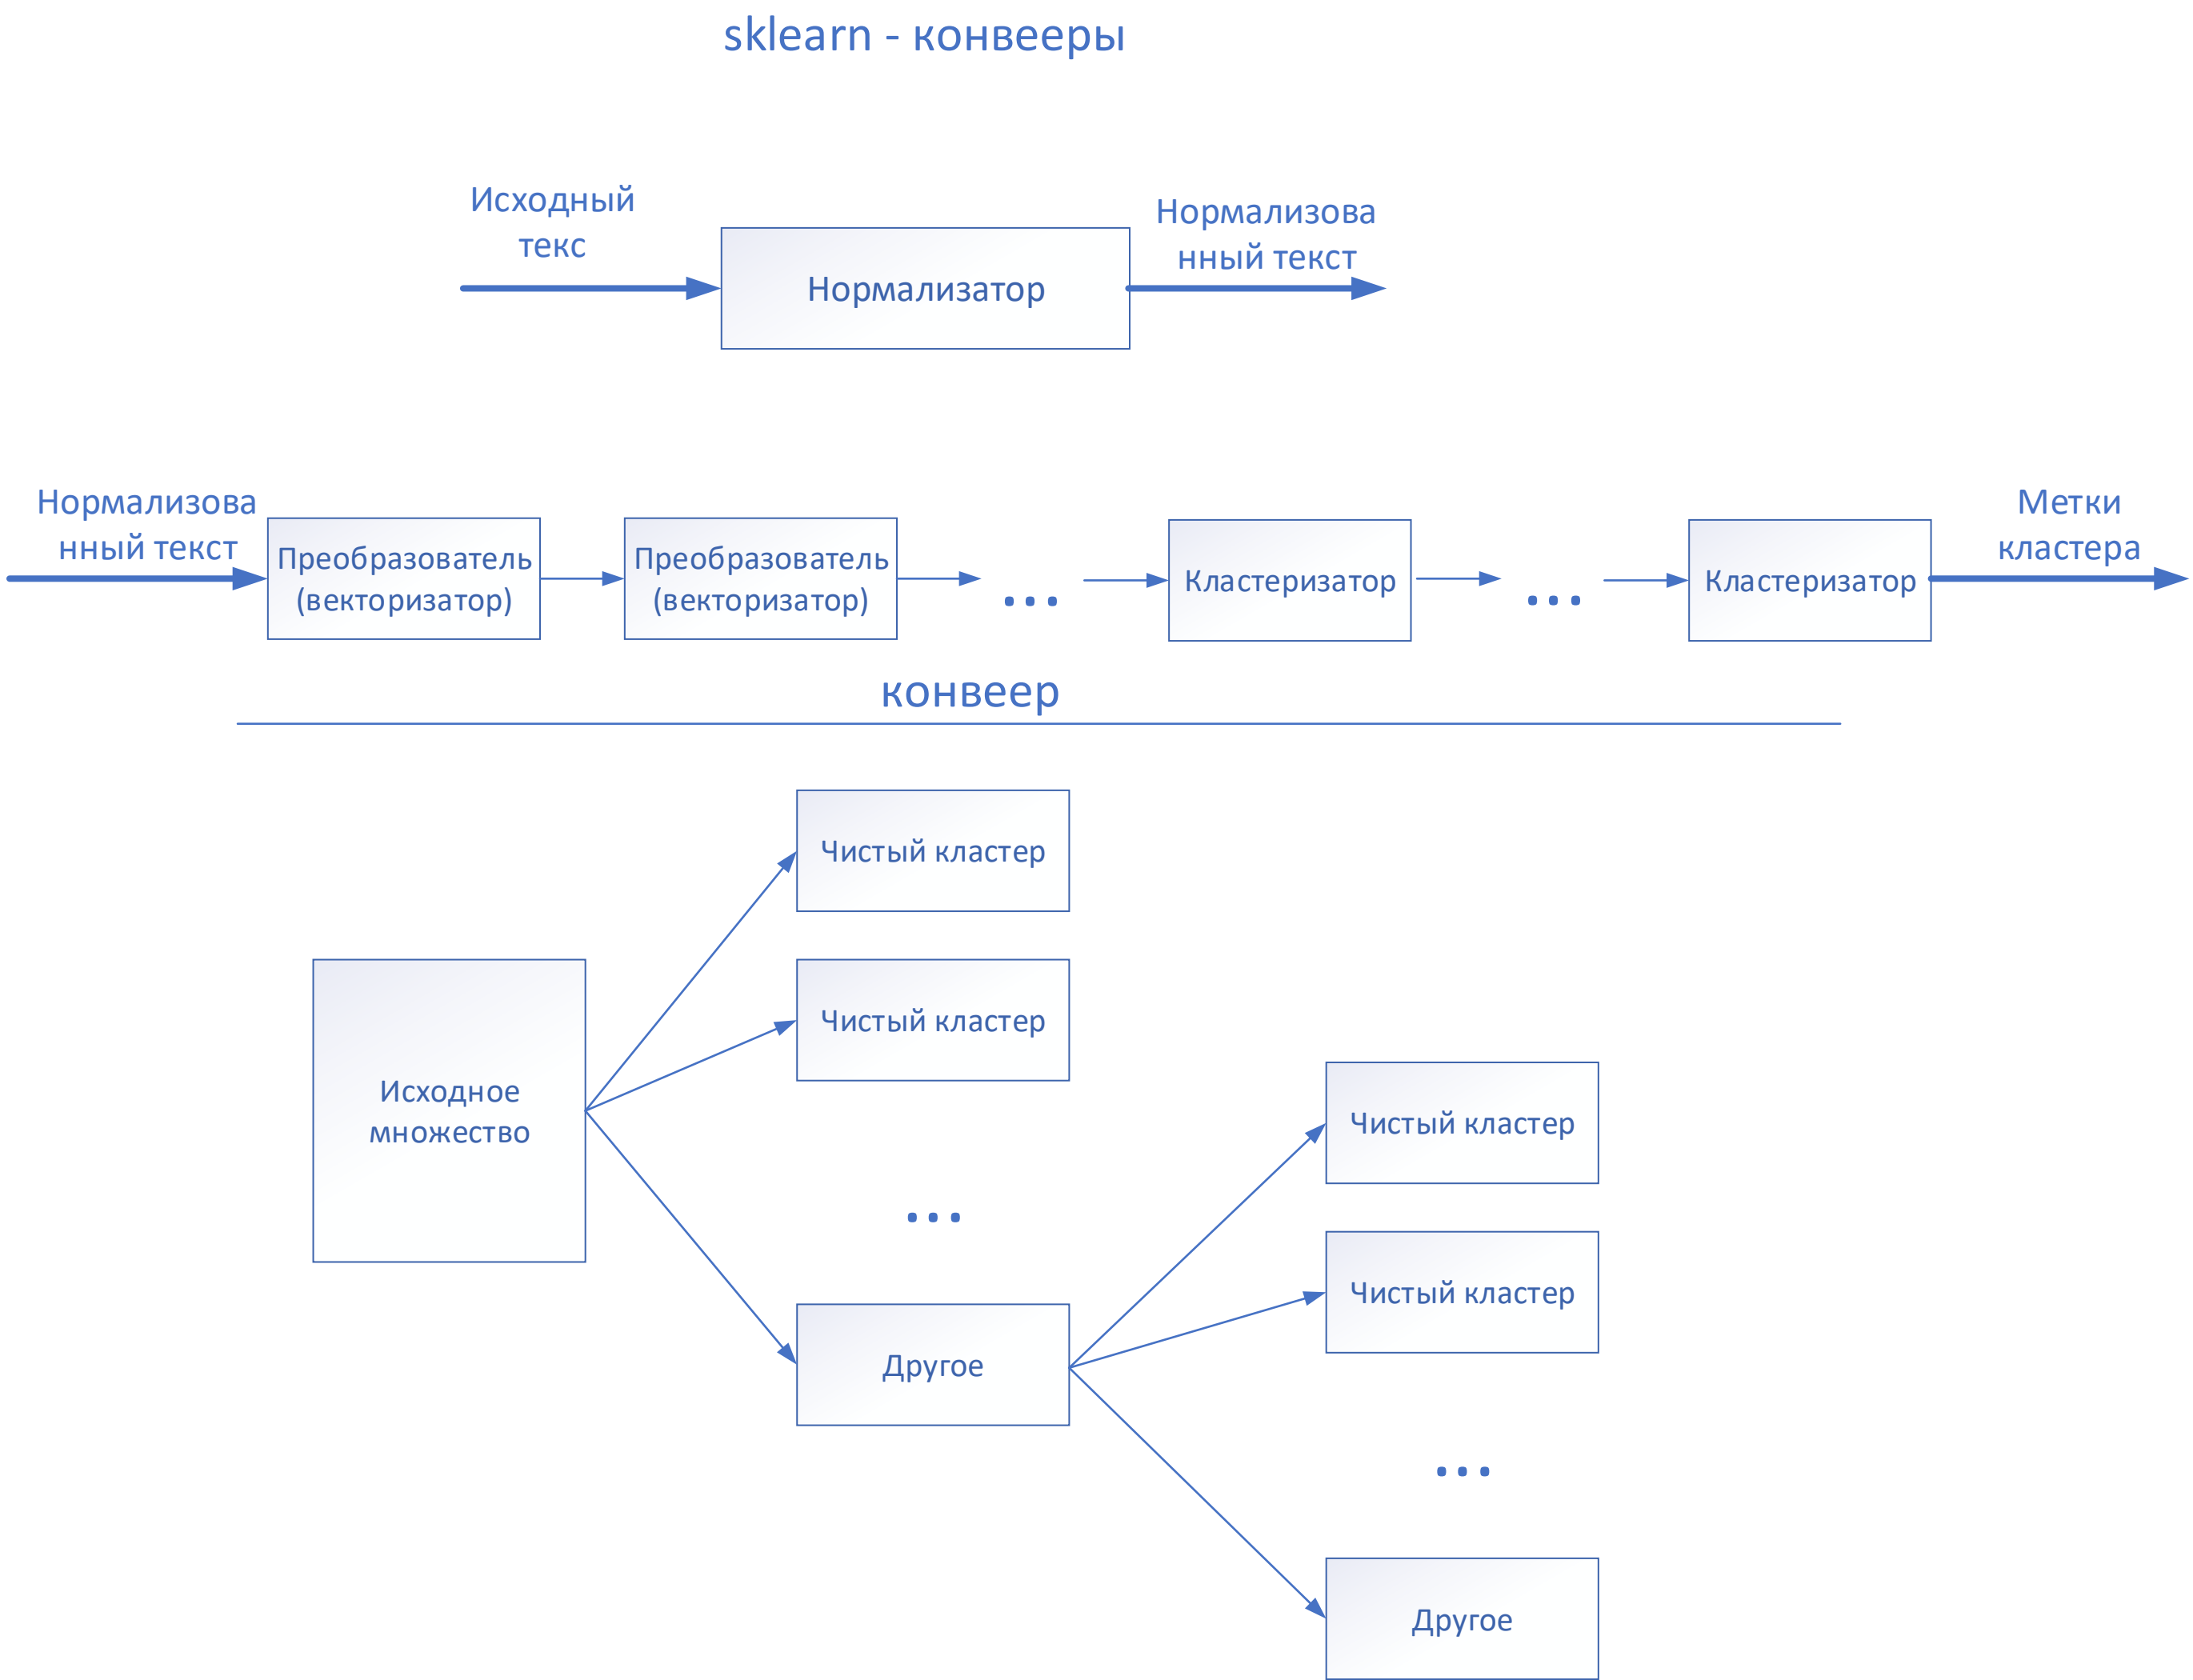 sklearn - конвееры
Исходный
текс
Нормализатор
Нормализова
нный текст
Нормализова
нный текст
Преобразователь
(векторизатор)
Преобразователь
(векторизатор)
...
Кластеризатор
...
Кластеризатор
Метки
кластера
конвеер
Чистый кластер
Чистый кластер
Исходное
множество
...
Другое
Чистый кластер
Чистый кластер
...
Другое